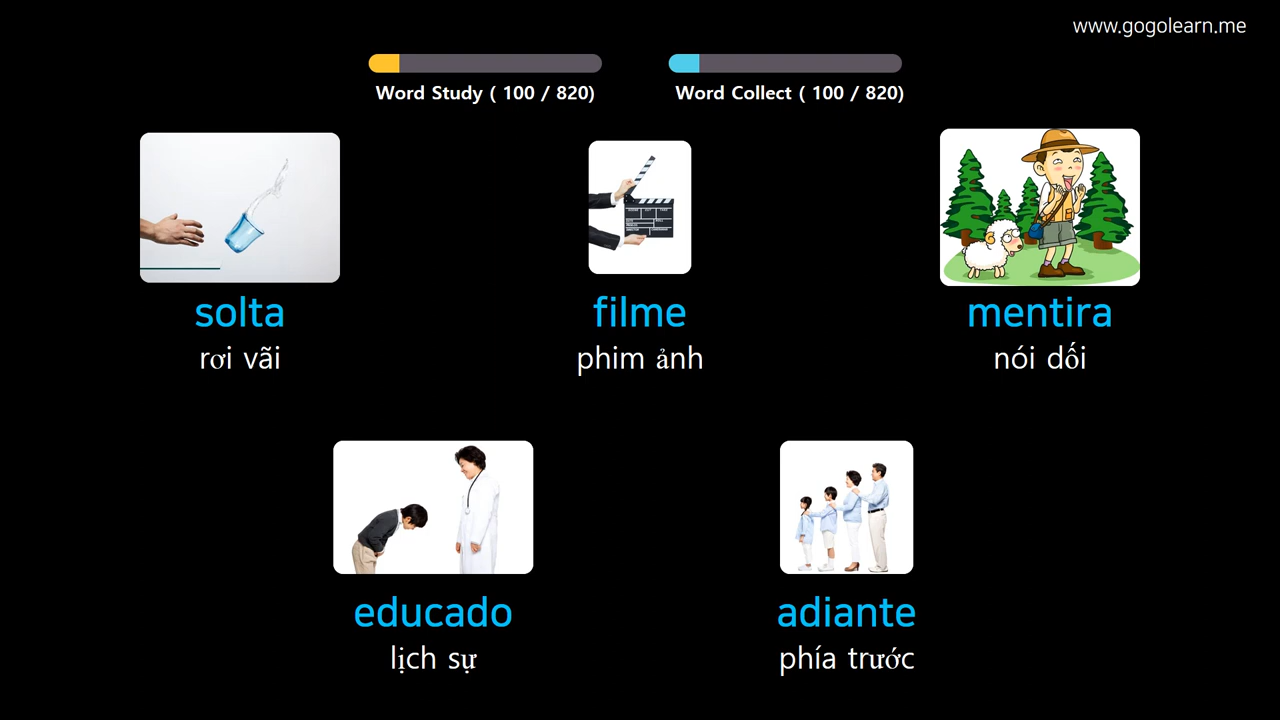 www.gogolearn.me
Word Study ( 100 / 820)
Word Collect ( 100 / 820)
solta
rơi vãi
filme
phim ảnh
mentira
nói dối
educado
lịch sự
adiante
phía trước